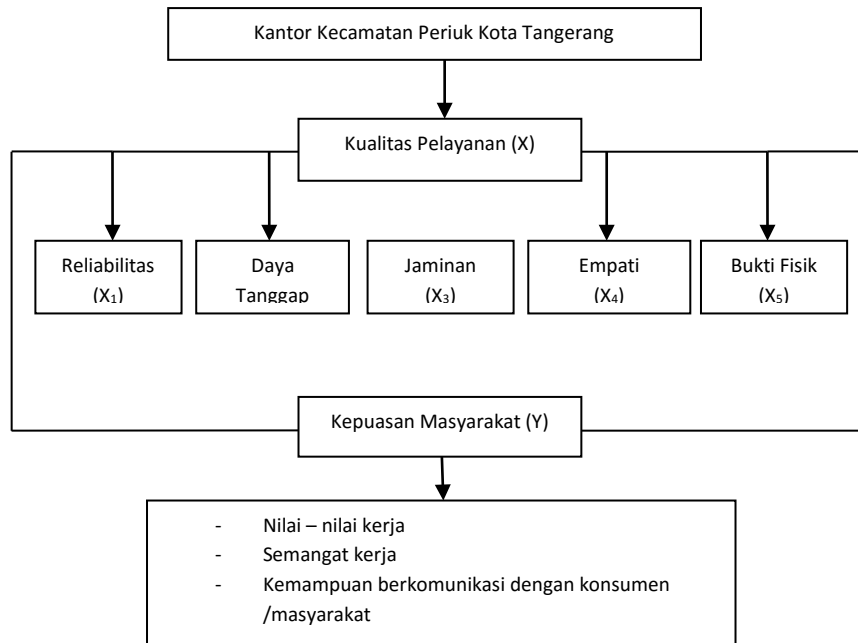 Kantor Kecamatan Periuk Kota Tangerang
Kualitas Pelayanan (X)
Reliabilitas
(X₁)
Daya
Tanggap
Jaminan
(X₃)
Empati
(X₄)
Bukti Fisik
(X₅)
Kepuasan Masyarakat (Y)
- Nilai – nilai kerja
- Semangat kerja
- Kemampuan berkomunikasi dengan konsumen
/masyarakat